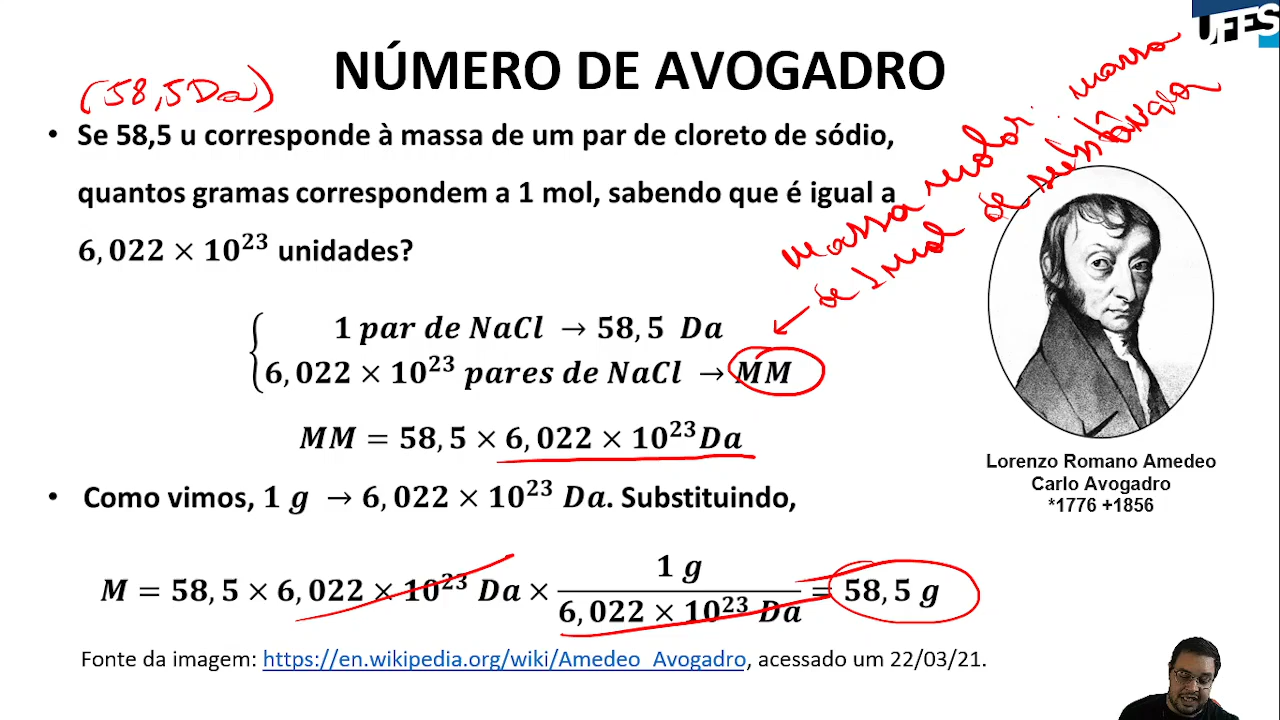 UFES
NÚMERO DE AVOGADRO
(58,5 Da)
• Se 58,5 u corresponde à massa de um par de cloreto de sódio,
quantos gramas correspondem a 1 mol, sabendo que é igual a
6,022 × 10²³ unidades?
massa molar: massa
de 1 mol de substância
1 par de NaCl → 58,5 Da
6,022 × 10²³ pares de NaCl → MM
MM = 58,5 × 6,022 × 10²³ Da
• Como vimos, 1 g → 6,022 × 10²³ Da. Substituindo,
M = 58,5 × 6,022 × 10²³ Da × 1 g / 6,022 × 10²³ Da = 58,5 g
Lorenzo Romano Amedeo
Carlo Avogadro
*1776 +1856
Fonte da imagem: https://en.wikipedia.org/wiki/Amedeo_Avogadro, acessado um 22/03/21.